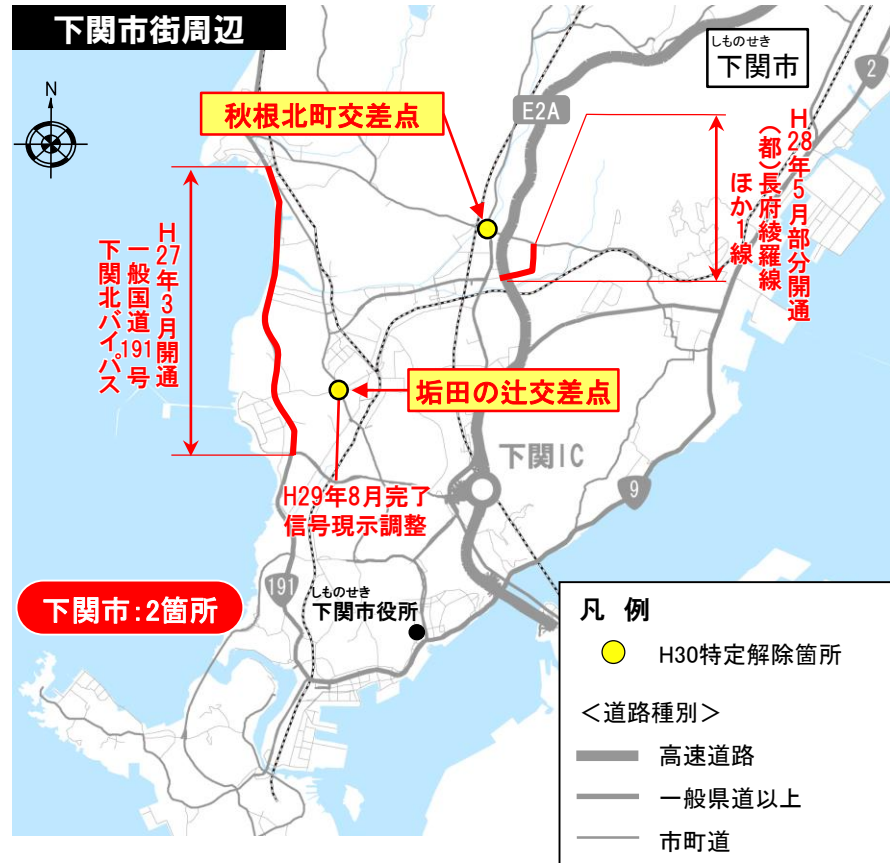 下関市街周辺
N
しものせき
下関市
2
E2A
秋根北町交差点
H28年5月部分開通
(都)長府綾羅線
ほか1線
H27年3月開通
一般国道191号
下関北バイパス
垢田の辻交差点
下関IC
9
H29年8月完了
信号現示調整
191
しものせき
下関市役所
下関市:2箇所
凡 例
H30特定解除箇所
<道路種別>
高速道路
一般県道以上
市町道